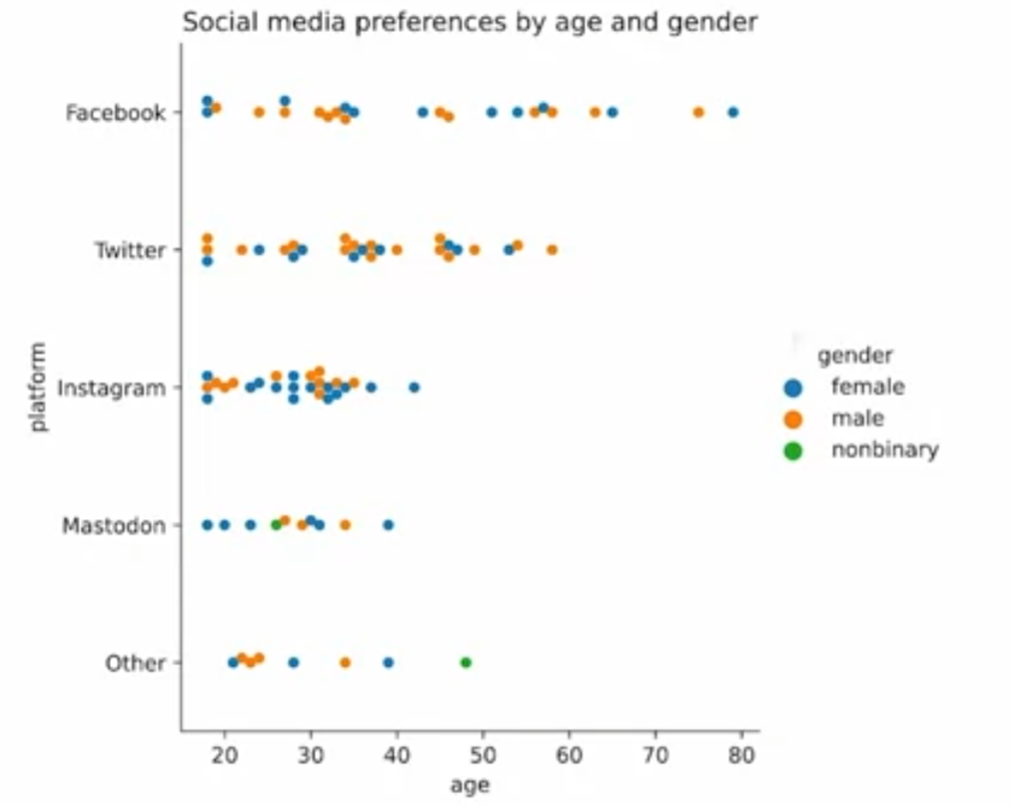 Social media preferences by age and gender
Facebook
Twitter
Instagram
Mastodon
Other
platform
20 30 40 50 60 70 80
age
gender
female
male
nonbinary